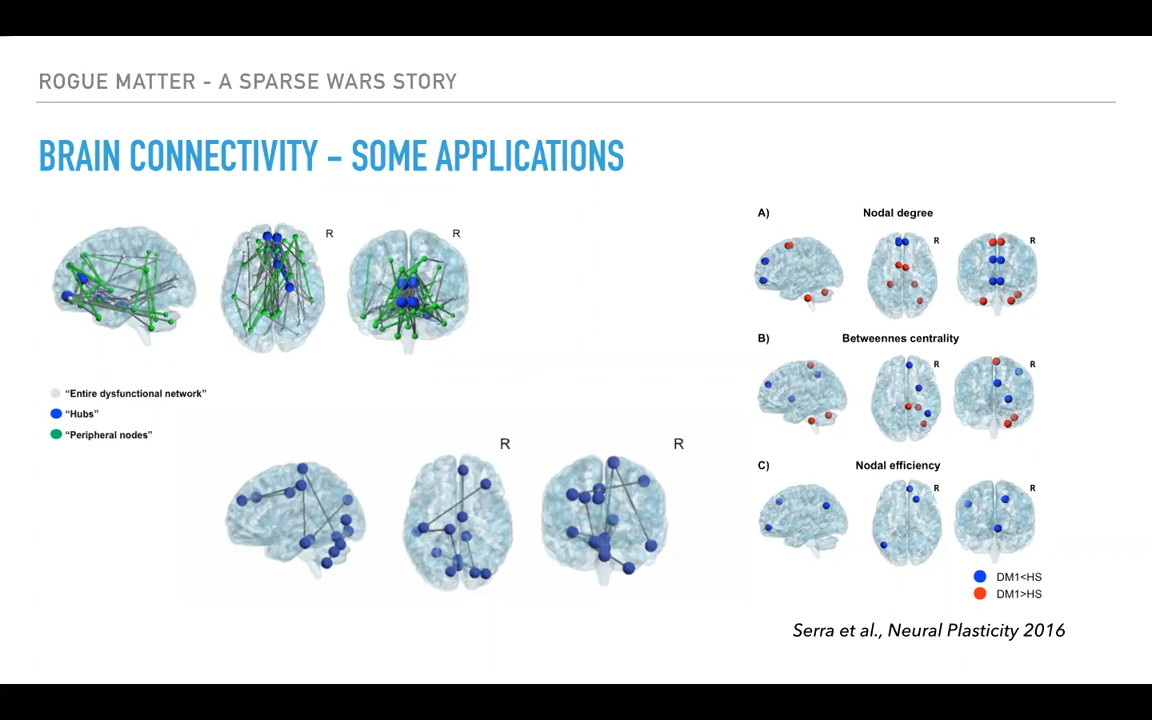 ROGUE MATTER - A SPARSE WARS STORY
BRAIN CONNECTIVITY - SOME APPLICATIONS
R
R
"Entire dysfunctional network"
"Hubs"
"Peripheral nodes"
R
R
A)
Nodal degree
R
R
B)
Betweennes centrality
R
R
C)
Nodal efficiency
R
R
DM1<HS
DM1>HS
Serra et al., Neural Plasticity 2016